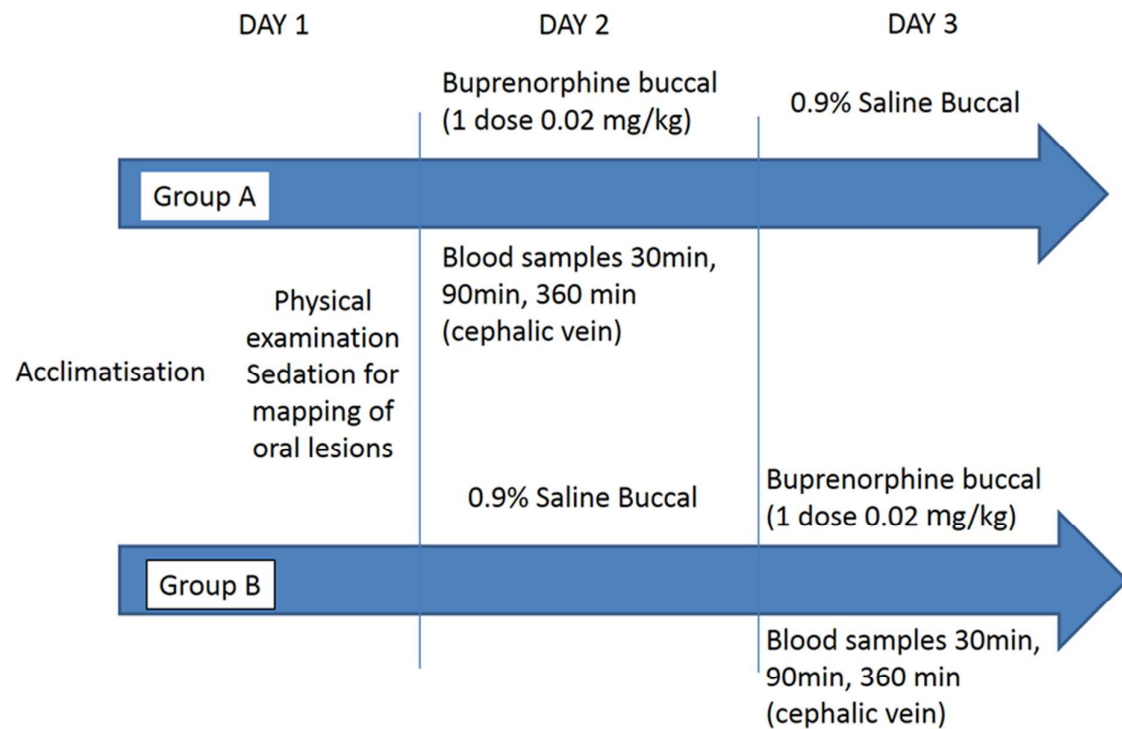 DAY 1
DAY 2
DAY 3
Buprenorphine buccal
(1 dose 0.02 mg/kg)
0.9% Saline Buccal
Group A
Blood samples 30min,
90min, 360 min
(cephalic vein)
Acclimatisation
Physical
examination
Sedation for
mapping of
oral lesions
0.9% Saline Buccal
Buprenorphine buccal
(1 dose 0.02 mg/kg)
Group B
Blood samples 30min,
90min, 360 min
(cephalic vein)